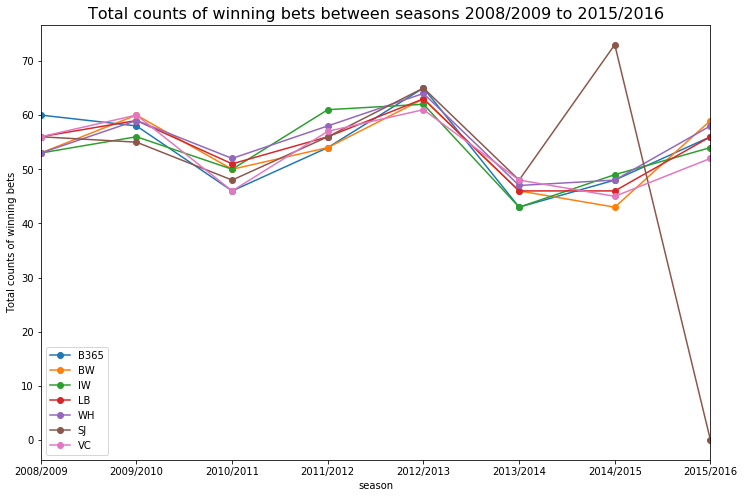 Total counts of winning bets between seasons 2008/2009 to 2015/2016
Total counts of winning bets
70
60
50
40
30
20
10
0
B365
BW
IW
LB
WH
SJ
VC
2008/2009 2009/2010 2010/2011 2011/2012 2012/2013 2013/2014 2014/2015 2015/2016
season